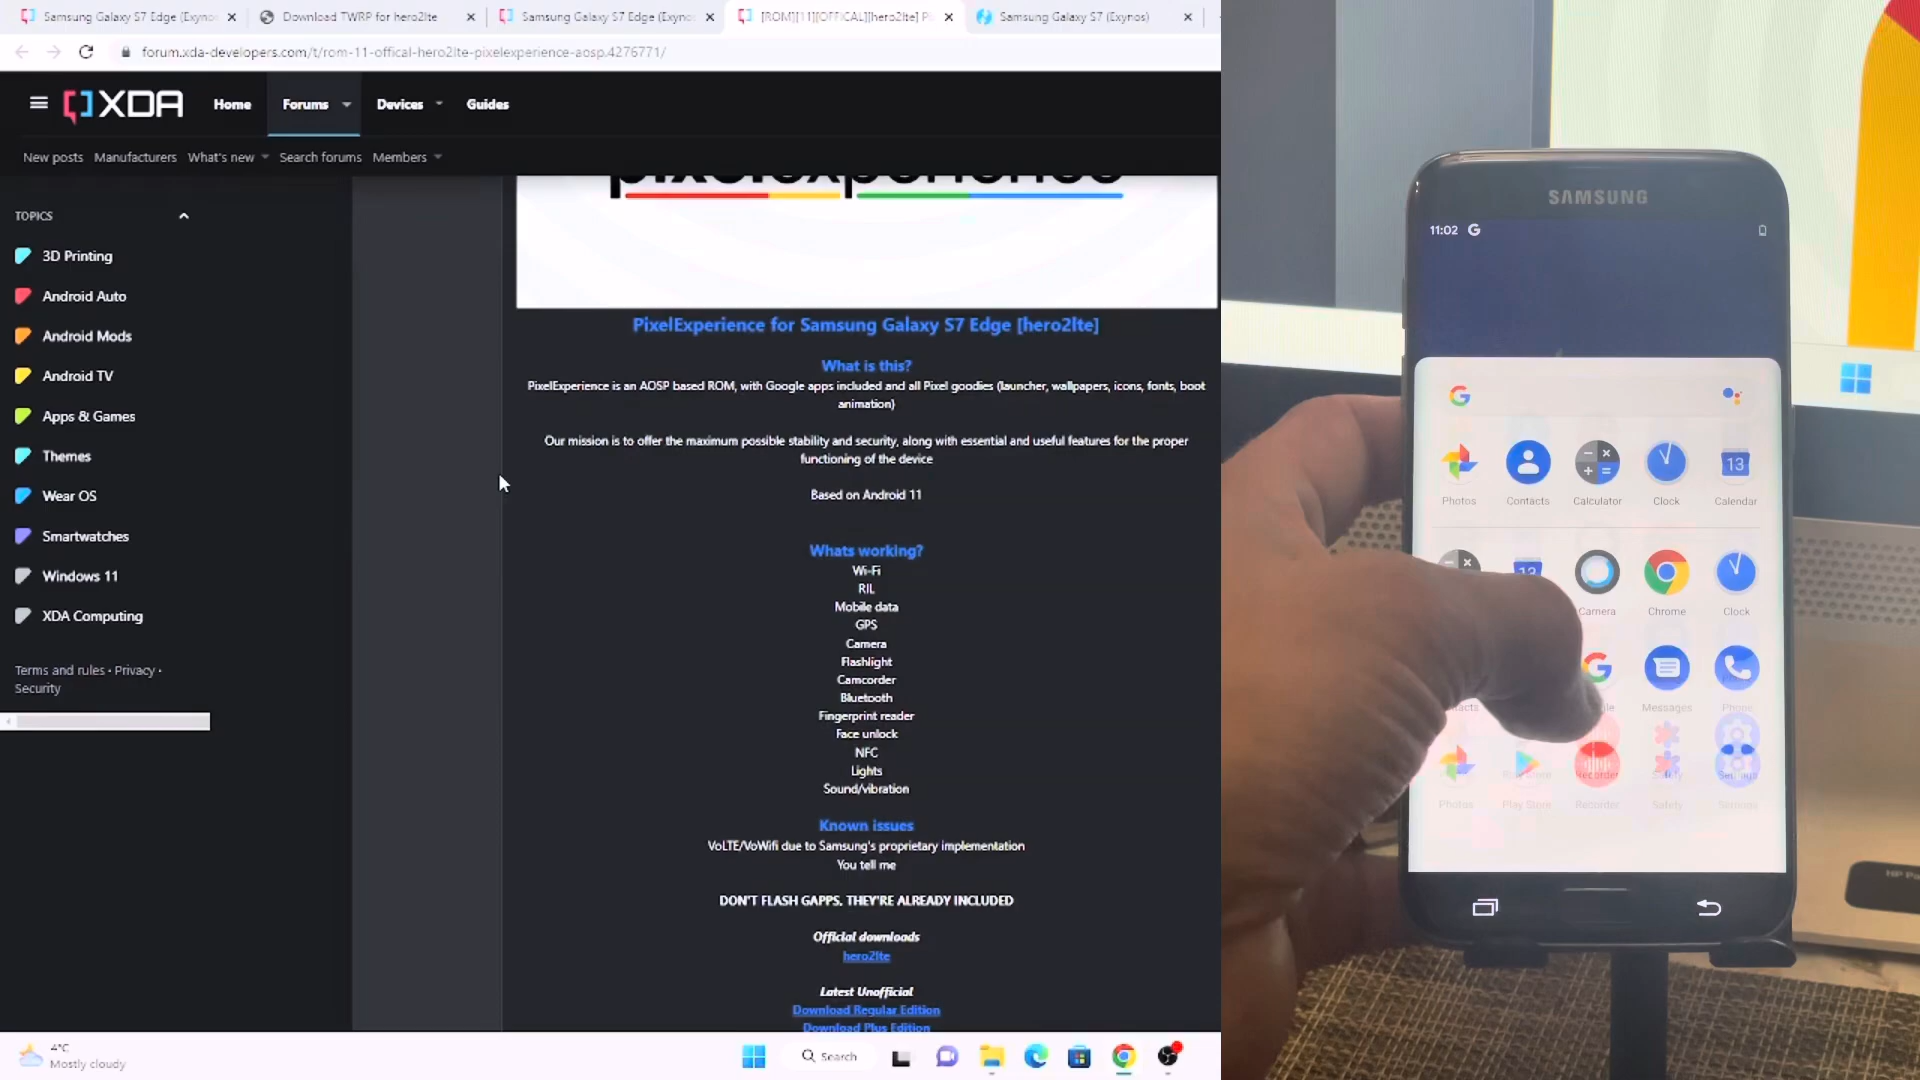 Samsung Galaxy S7 Edge (Exyno
Download TWRP for hero2lte
Samsung Galaxy S7 Edge (Exyno
[ROM][11][OFFICAL][hero2lte] Pi
Samsung Galaxy S7 (Exynos)
forum.xda-developers.com/t/rom-11-offical-hero2lte-pixelexperience-aosp.4276771/
XDA
Home
Forums
Devices
Guides
New posts
Manufacturers
What's new
Search forums
Members
TOPICS
3D Printing
Android Auto
Android Mods
Android TV
Apps & Games
Themes
Wear OS
Smartwatches
Windows 11
XDA Computing
Terms and rules · Privacy ·
Security
pixelexperience
PixelExperience for Samsung Galaxy S7 Edge [hero2lte]
What is this?
PixelExperience is an AOSP based ROM, with Google apps included and all Pixel goodies (launcher, wallpapers, icons, fonts, boot
animation)
Our mission is to offer the maximum possible stability and security, along with essential and useful features for the proper
functioning of the device
Based on Android 11
Whats working?
Wi-Fi
RIL
Mobile data
GPS
Camera
Flashlight
Camcorder
Bluetooth
Fingerprint reader
Face unlock
NFC
Lights
Sound/vibration
Known issues
VoLTE/VoWifi due to Samsung's proprietary implementation
You tell me
DON'T FLASH GAPPS. THEY'RE ALREADY INCLUDED
Official downloads
hero2lte
Latest Unofficial
Download Regular Edition
Download Plus Edition
4°C
Mostly cloudy
Search
SAMSUNG
11:02 G
Photos
Contacts
Calculator
Clock
13
Calendar
13
Camera
Chrome
Clock
tacts
Messages
Phone
Photos
Play Store
Recorder
Safety
Settings